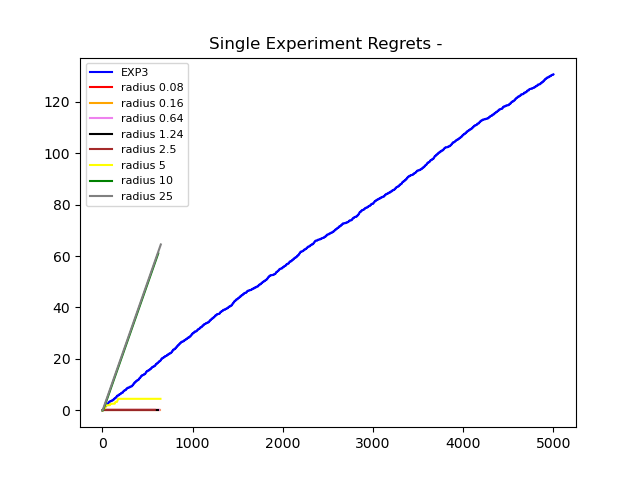 Single Experiment Regrets -
EXP3
radius 0.08
radius 0.16
radius 0.64
radius 1.24
radius 2.5
radius 5
radius 10
radius 25
120
100
80
60
40
20
0
0 1000 2000 3000 4000 5000